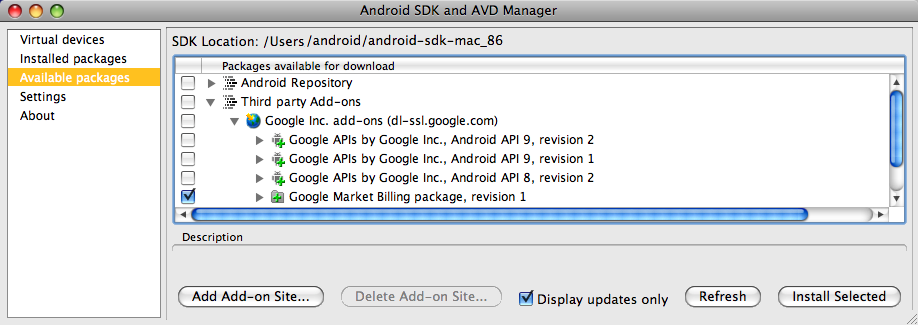 Android SDK and AVD Manager
Virtual devices
Installed packages
Available packages
Settings
About
SDK Location: /Users/android/android-sdk-mac_86
Packages available for download
Android Repository
Third party Add-ons
Google Inc. add-ons (dl-ssl.google.com)
Google APIs by Google Inc., Android API 9, revision 2
Google APIs by Google Inc., Android API 9, revision 1
Google APIs by Google Inc., Android API 8, revision 2
Google Market Billing package, revision 1
Description
Add Add-on Site...
Delete Add-on Site...
Display updates only
Refresh
Install Selected